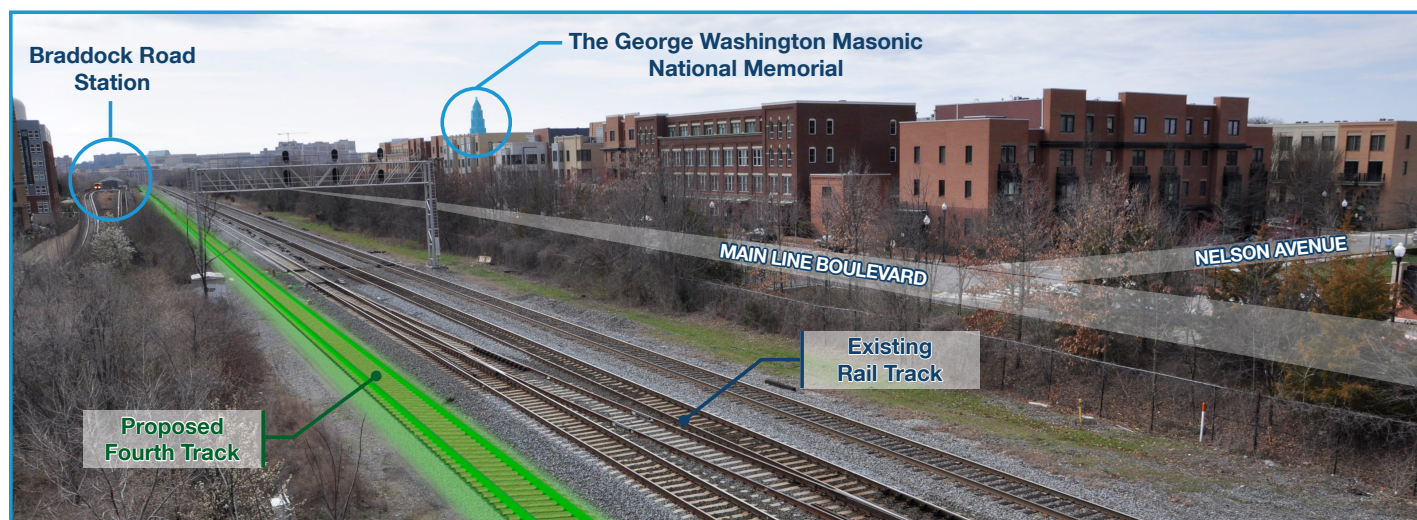 Braddock Road
Station
The George Washington Masonic
National Memorial
MAIN LINE BOULEVARD
NELSON AVENUE
Existing
Rail Track
Proposed
Fourth Track